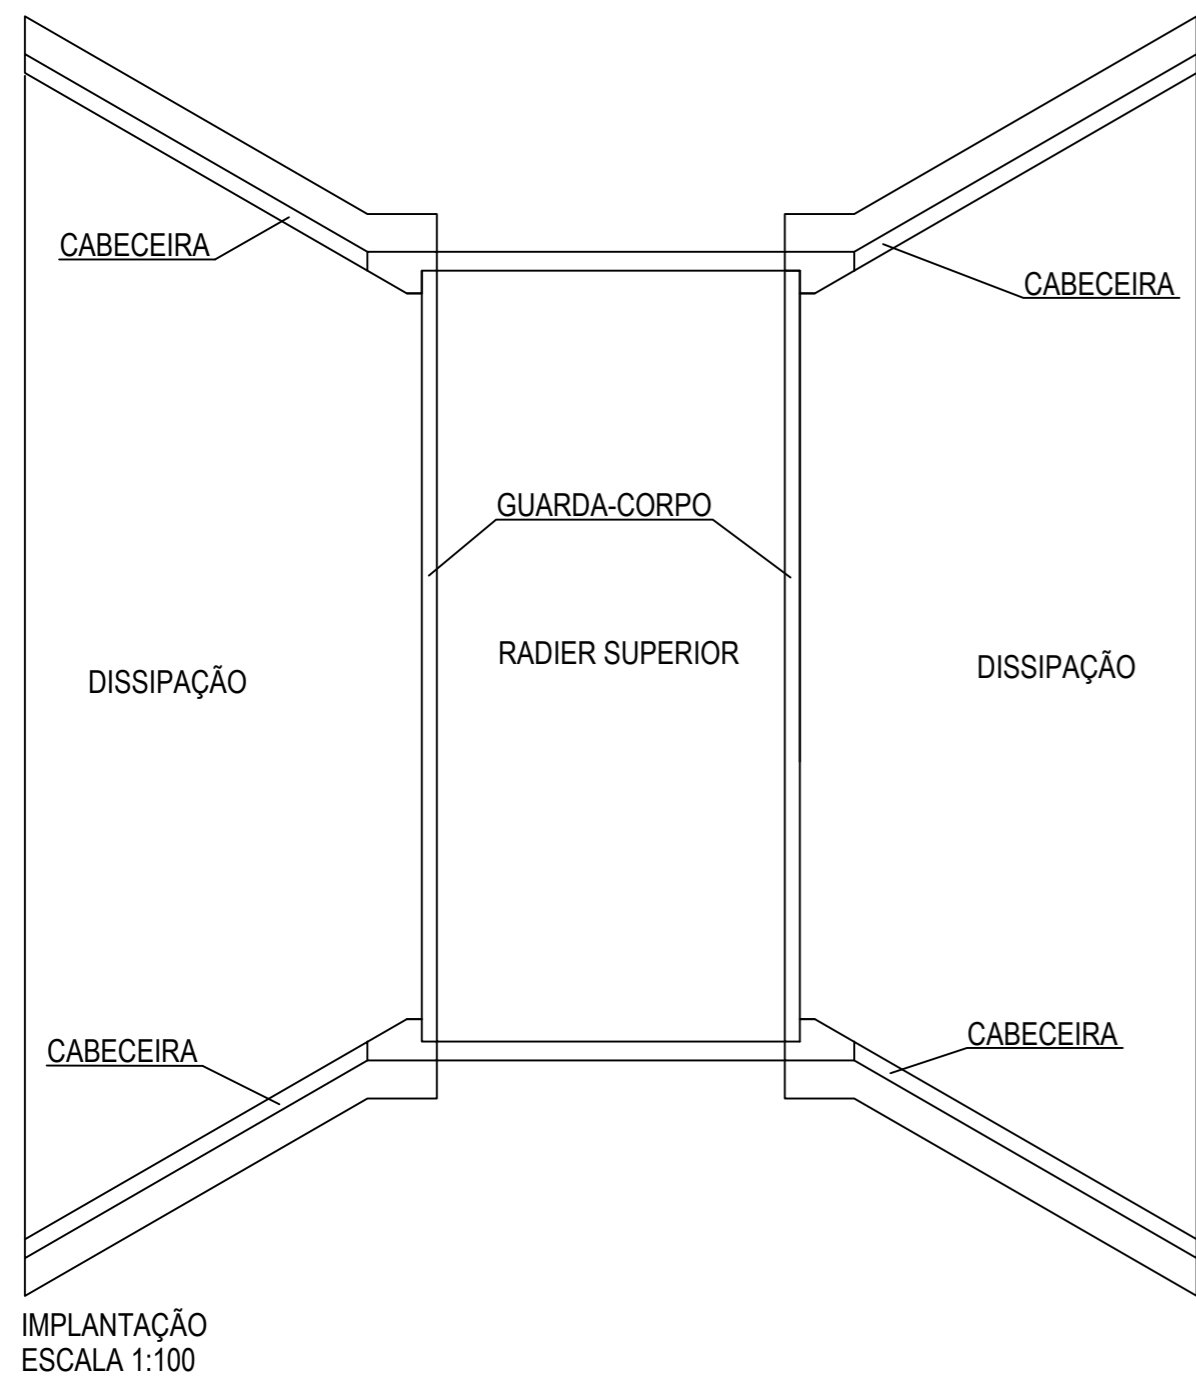 CABECEIRA
CABECEIRA
GUARDA-CORPO
RADIER SUPERIOR
DISSIPAÇÃO
DISSIPAÇÃO
CABECEIRA
CABECEIRA
IMPLANTAÇÃO
ESCALA 1:100